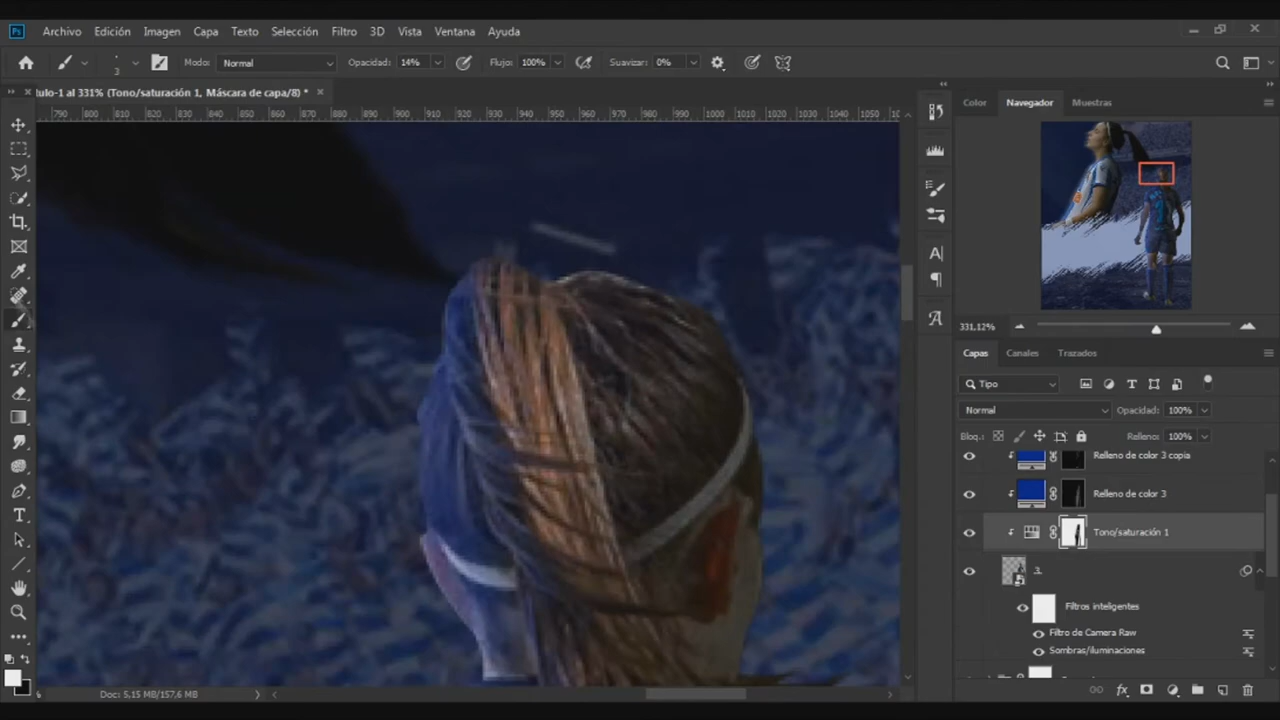 Ps Archivo Edición Imagen Capa Texto Selección Filtro 3D Vista Ventana Ayuda
3 Modo: Normal Opacidad: 14% Flujo: 100% Suavizar: 0%
tulo-1 al 331% (Tono/saturación 1, Máscara de capa/8) * ×
790 800 810 820 830 840 850 860 870 880 890 900 910 920 930 940 950 960 970 980 990 1000 1010 1020 1030 1040 1050
Color Navegador Muestras
331,12%
Capas Canales Trazados
Tipo
Normal Opacidad: 100%
Bloq.: Relleno: 100%
Relleno de color 3 copia
Relleno de color 3
Tono/saturación 1
3
Filtros inteligentes
Filtro de Camera Raw
Sombras/iluminaciones
Doc: 5,15 MB/157,6 MB
fx